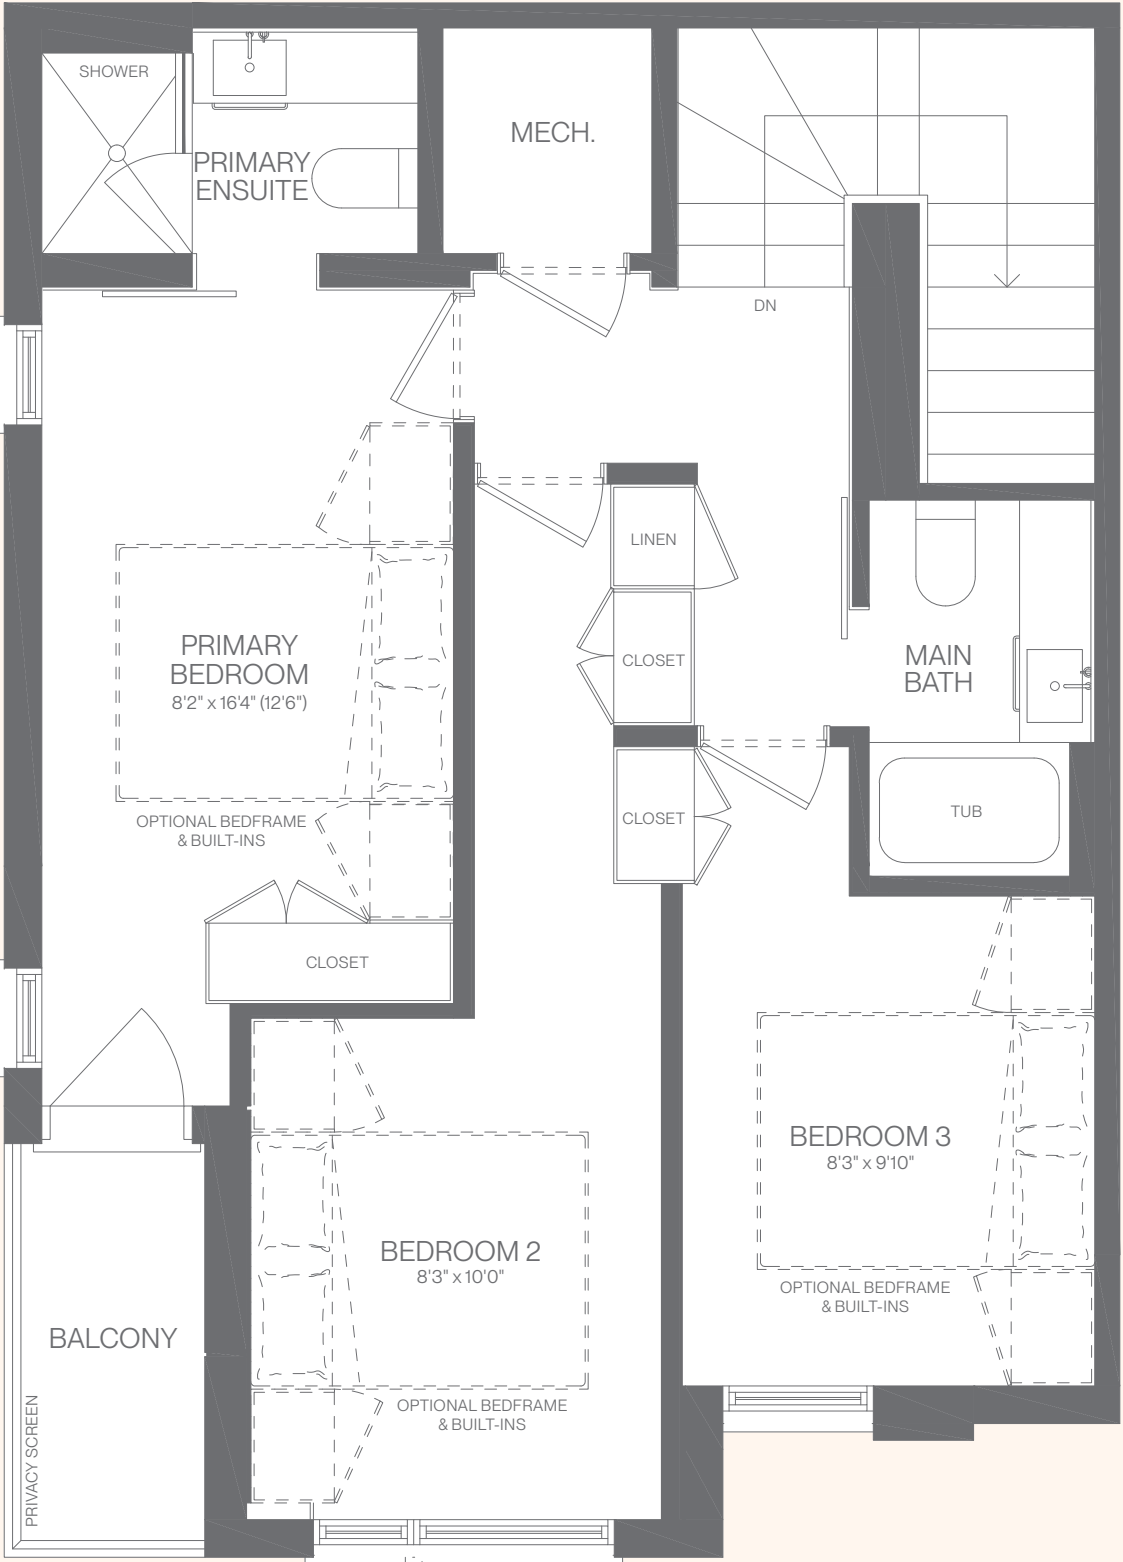 SHOWER
PRIMARY
ENSUITE
MECH.
DN
LINEN
CLOSET
PRIMARY
BEDROOM
8'2" x 16'4" (12'6")
MAIN
BATH
OPTIONAL BEDFRAME
& BUILT-INS
CLOSET
TUB
CLOSET
BEDROOM 3
8'3" x 9'10"
BEDROOM 2
8'3" x 10'0"
OPTIONAL BEDFRAME
& BUILT-INS
BALCONY
OPTIONAL BEDFRAME
& BUILT-INS
PRIVACY SCREEN